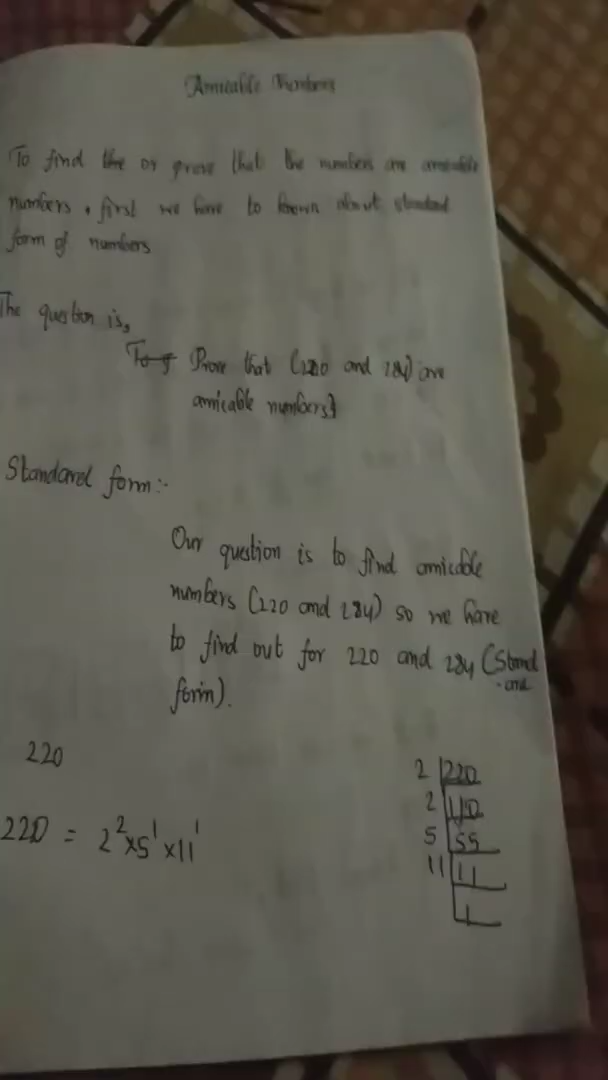 Amicable Numbers
To find the or prove that the numbers are amicable
numbers, first we have to known about standard
form of numbers
The question is,
Prove that (220 and 284) are
amicable numbers}
Standard form:-
Our question is to find amicable
numbers (220 and 284) so we have
to find out for 220 and 284 (Stand
-ard
form).
220
2 220
2 110
220 = 2² × 5¹ × 11¹
5 55
11 11
1